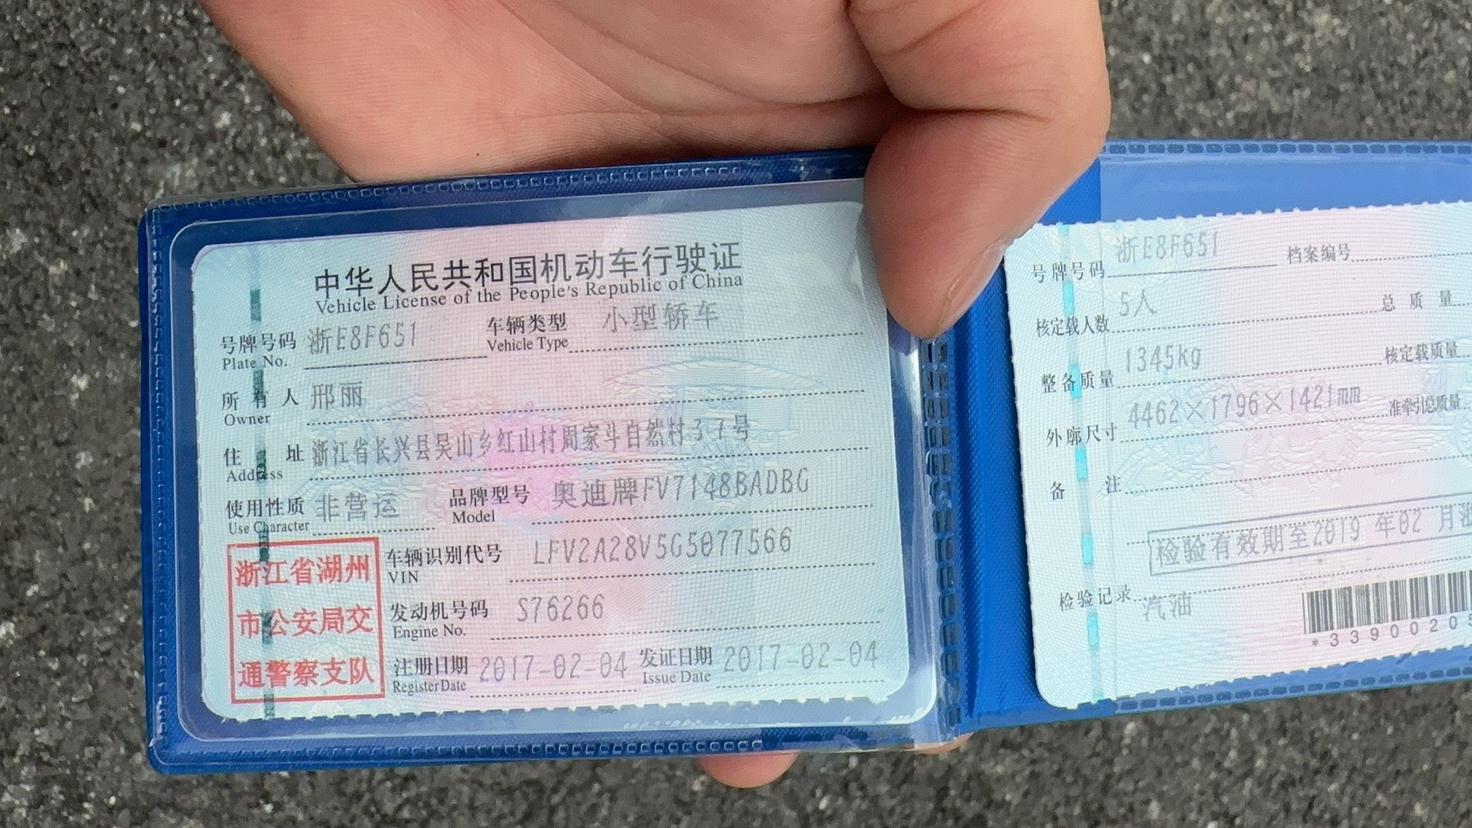 中华人民共和国机动车行驶证
Vehicle License of the People's Republic of China
号牌号码 浙E8F651 车辆类型 小型轿车
Plate No. Vehicle Type
所有人 邢丽
Owner
住址 浙江省长兴县吴山乡红山村周家斗自然村37号
Address
使用性质 非营运 品牌型号 奥迪牌FV7148BADBG
Use Character Model
浙江省湖州
市公安局交
通警察支队
车辆识别代号 LFV2A28V5G5077566
VIN
发动机号码 S76266
Engine No.
注册日期 2017-02-04 发证日期 2017-02-04
Register Date Issue Date
号牌号码 浙E8F651 档案编号
核定载人数 5人 总质量
整备质量 1345kg 核定载质量
外廓尺寸 4462×1796×1421mm 准牵引总质量
备注
检验有效期至2019年02月浙
检验记录
汽油
*33900205